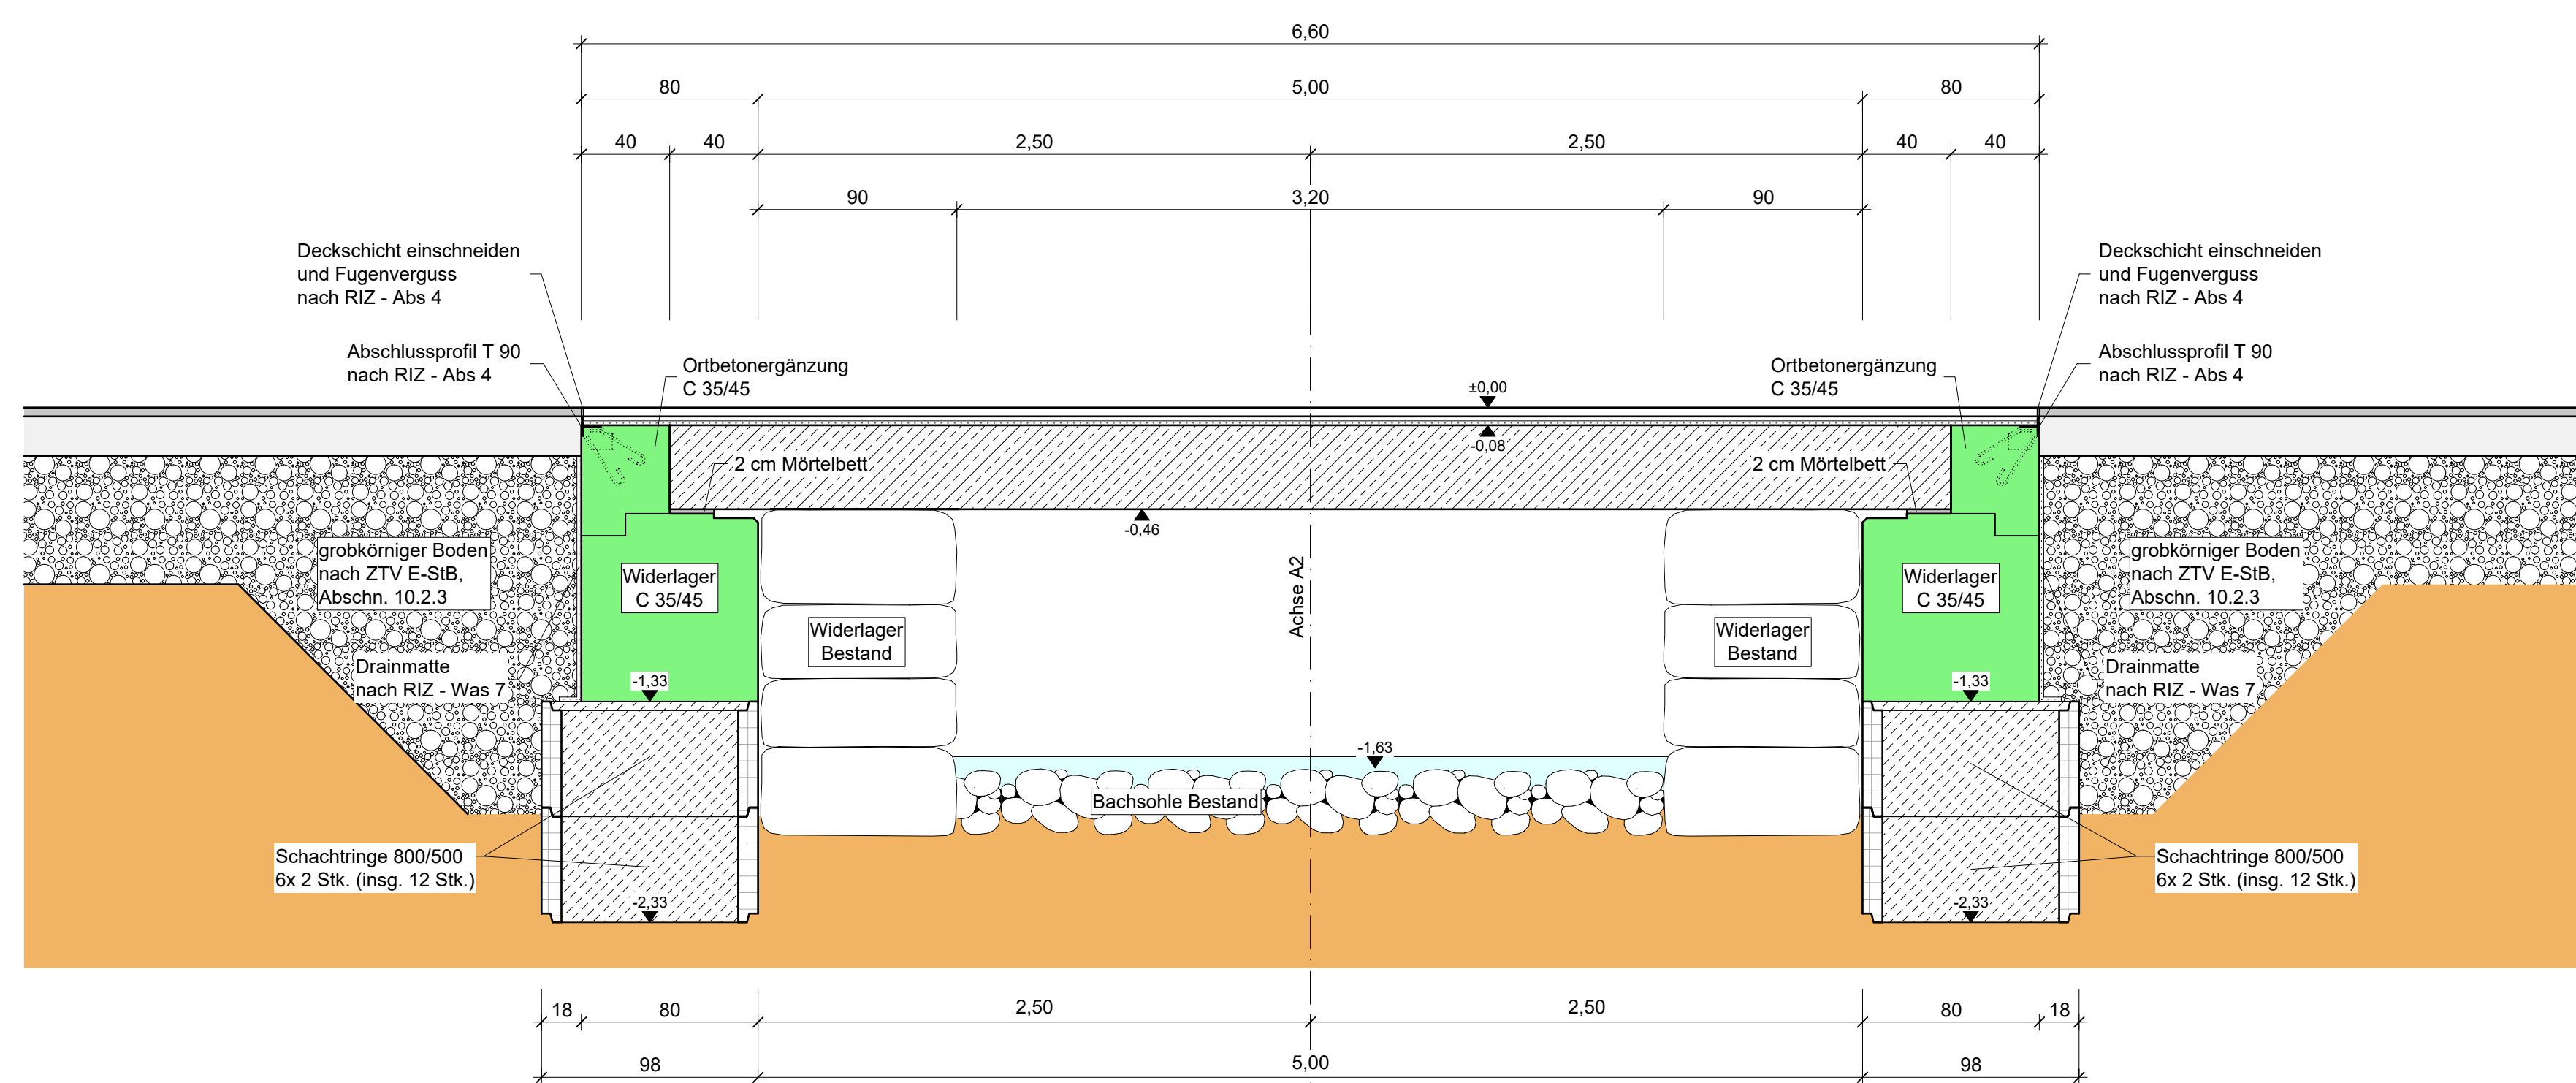 6,60
80
5,00
80
40
40
2,50
2,50
40
40
90
3,20
90
Deckschicht einschneiden
und Fugenverguss
nach RIZ - Abs 4
Deckschicht einschneiden
und Fugenverguss
nach RIZ - Abs 4
Abschlussprofil T 90
nach RIZ - Abs 4
Ortbetonergänzung
C 35/45
Ortbetonergänzung
C 35/45
Abschlussprofil T 90
nach RIZ - Abs 4
±0,00
-0,08
2 cm Mörtelbett
2 cm Mörtelbett
-0,46
grobkörniger Boden
nach ZTV E-StB,
Abschn. 10.2.3
Widerlager
C 35/45
Achse A2
Widerlager
C 35/45
grobkörniger Boden
nach ZTV E-StB,
Abschn. 10.2.3
Widerlager
Bestand
Widerlager
Bestand
Drainmatte
nach RIZ - Was 7
-1,33
-1,33
Drainmatte
nach RIZ - Was 7
-1,63
Bachsohle Bestand
Schachtringe 800/500
6x 2 Stk. (insg. 12 Stk.)
Schachtringe 800/500
6x 2 Stk. (insg. 12 Stk.)
-2,33
-2,33
18
80
2,50
2,50
80
18
98
5,00
98